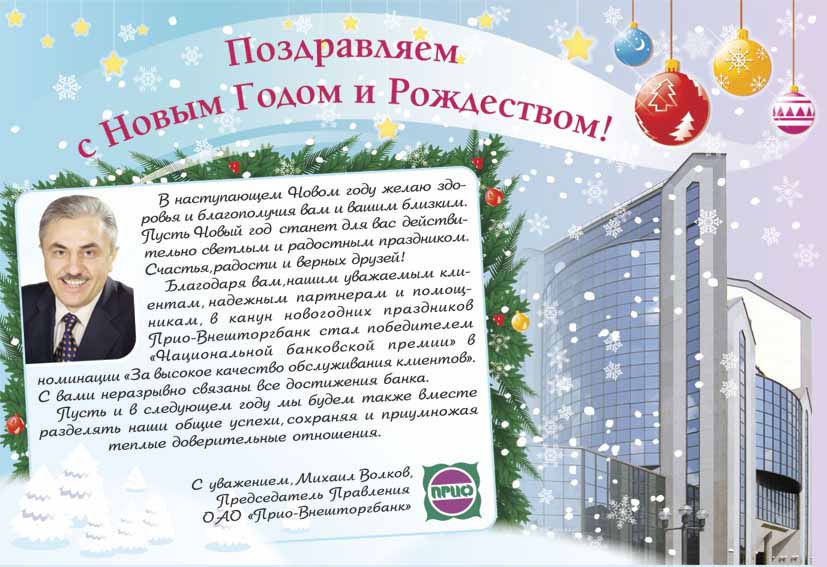 Поздравляем
с Новым Годом и Рождеством!
В наступающем Новом году желаю здо-
ровья и благополучия вам и вашим близким.
Пусть Новый год станет для вас действи-
тельно светлым и радостным праздником.
Счастья, радости и верных друзей!
Благодаря вам, нашим уважаемым кли-
ентам, надежным партнерам и помощ-
никам, в канун новогодних праздников
Прио-Внешторгбанк стал победителем
«Национальной банковской премии» в
номинации «За высокое качество обслуживания клиентов».
С вами неразрывно связаны все достижения банка.
Пусть и в следующем году мы будем также вместе
разделять наши общие успехи, сохраняя и приумножая
теплые доверительные отношения.
С уважением, Михаил Волков,
Председатель Правления
ОАО «Прио-Внешторгбанк»
ПРИО